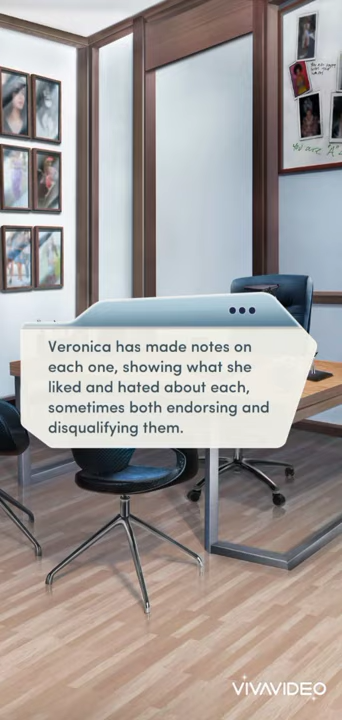 Veronica has made notes on
each one, showing what she
liked and hated about each,
sometimes both endorsing and
disqualifying them.
VIVAVIDEO